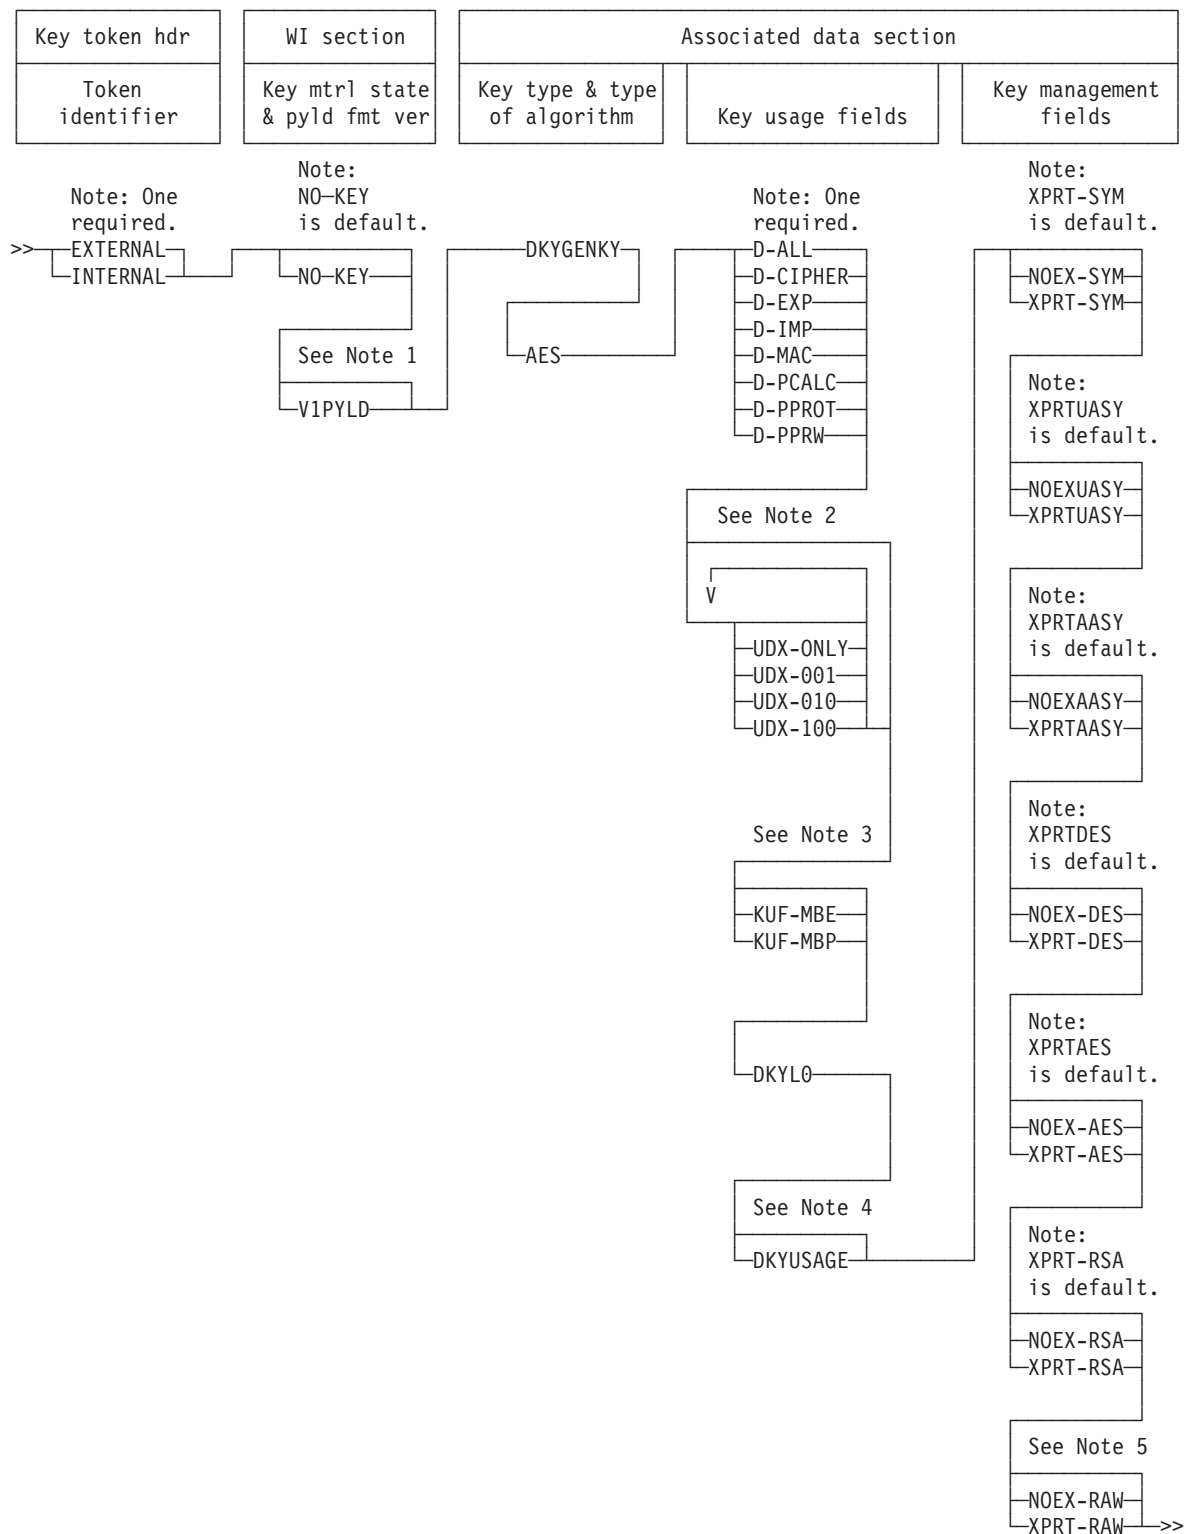 Key token hdr
WI section
Associated data section
Token
identifier
Key mtrl state
& pyld fmt ver
Key type & type
of algorithm
Key usage fields
Key management
fields
Note: One
required.
>>
EXTERNAL
INTERNAL
Note:
NO-KEY
is default.
NO-KEY
See Note 1
V1PYLD
DKYGENKY
AES
Note: One
required.
D-ALL
D-CIPHER
D-EXP
D-IMP
D-MAC
D-PCALC
D-PPROT
D-PPRW
See Note 2
V
UDX-ONLY
UDX-001
UDX-010
UDX-100
See Note 3
KUF-MBE
KUF-MBP
DKYL0
See Note 4
DKYUSAGE
Note:
XPRT-SYM
is default.
NOEX-SYM
XPRT-SYM
Note:
XPRTUASY
is default.
NOEXUASY
XPRTUASY
Note:
XPRTAASY
is default.
NOEXAASY
XPRTAASY
Note:
XPRTDES
is default.
NOEX-DES
XPRT-DES
Note:
XPRTAES
is default.
NOEX-AES
XPRT-AES
Note:
XPRT-RSA
is default.
NOEX-RSA
XPRT-RSA
See Note 5
NOEX-RAW
XPRT-RAW
>>